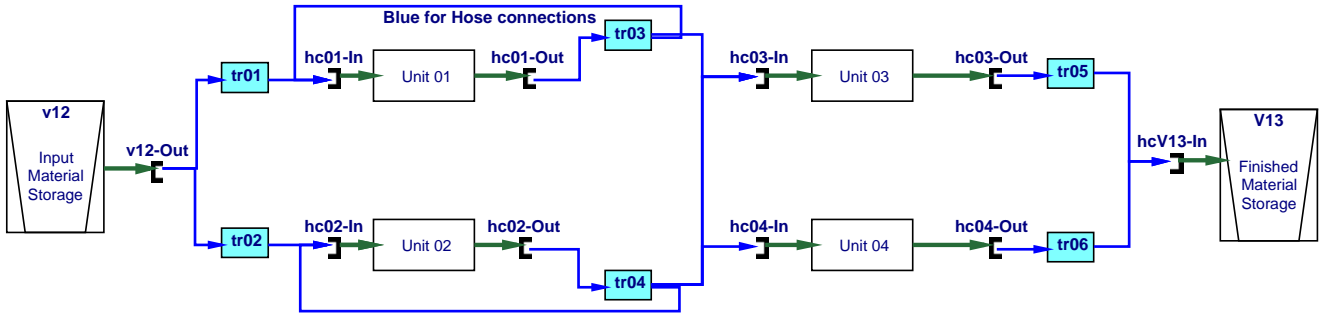 Blue for Hose connections
tr03
hc01-In
hc01-Out
hc03-In
hc03-Out
tr01
Unit 01
Unit 03
tr05
v12
Input
Material
Storage
v12-Out
hcV13-In
V13
Finished
Material
Storage
tr02
hc02-In
Unit 02
hc02-Out
hc04-In
Unit 04
hc04-Out
tr06
tr04